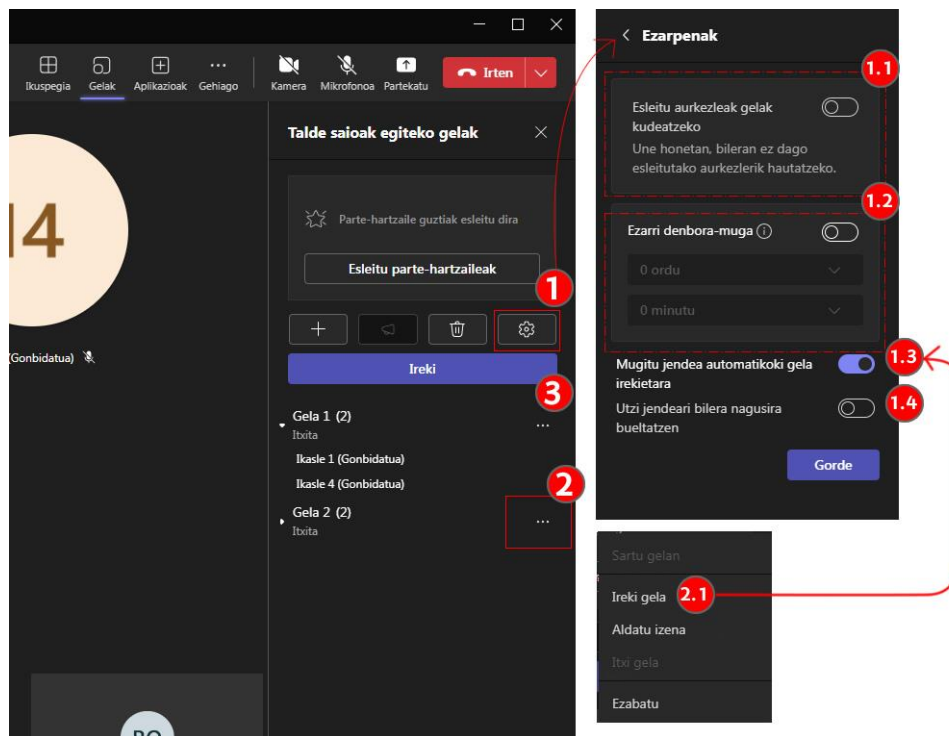 Ikuspegia Gelak Aplikazioak Gehiago Kamera Mikrofonoa Partekatu Irten
Talde saioak egiteko gelak
14
Parte-hartzaile guztiak esleitu dira
Esleitu parte-hartzaileak
1
(Gonbidatua)
Ireki
3
Gela 1 (2)
Itxita
Ikasle 1 (Gonbidatua)
Ikasle 4 (Gonbidatua)
2
Gela 2 (2)
Itxita
Ezarpenak
1.1
Esleitu aurkezleak gelak
kudeatzeko
Une honetan, bileran ez dago
esleitutako aurkezlerik hautatzeko.
1.2
Ezarri denbora-muga
0 ordu
0 minutu
Mugitu jendea automatikoki gela
irekietara
1.3
Utzi jendeari bilera nagusira
bueltatzen
1.4
Gorde
Sartu gelan
Ireki gela 2.1
Aldatu izena
Itxi gela
Ezabatu